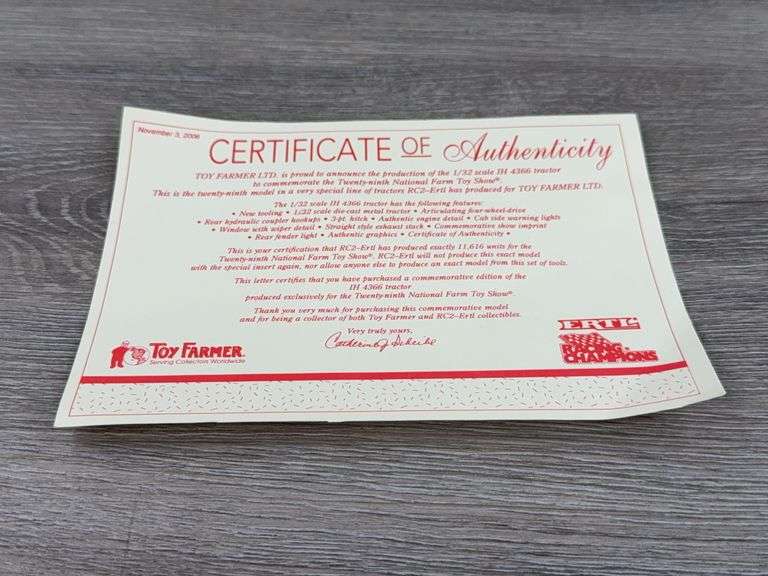 November 3, 2006
CERTIFICATE OF Authenticity
TOY FARMER LTD. is proud to announce the production of the 1/32 scale IH 4366 tractor
to commemorate the Twenty-ninth National Farm Toy Show®.
This is the twenty-ninth model in a very special line of tractors RC2-Ertl has produced for TOY FARMER LTD.
The 1/32 scale IH 4366 tractor has the following features:
• New tooling • 1/32 scale die-cast metal tractor • Articulating four-wheel-drive
• Rear hydraulic coupler hookups • 3-pt. hitch • Authentic engine detail • Cab side warning lights
• Window with wiper detail • Straight style exhaust stack • Commemorative show imprint
• Rear fender light • Authentic graphics • Certificate of Authenticity •
This is your certification that RC2-Ertl has produced exactly 11,616 units for the
Twenty-ninth National Farm Toy Show®. RC2-Ertl will not produce this exact model
with the special insert again, nor allow anyone else to produce an exact model from this set of tools.
This letter certifies that you have purchased a commemorative edition of the
IH 4366 tractor
produced exclusively for the Twenty-ninth National Farm Toy Show®
Thank you very much for purchasing this commemorative model
and for being a collector of both Toy Farmer and RC2-Ertl collectibles.
Very truly yours,
TOY FARMER
Serving Collectors Worldwide
ERTL
RACING CHAMPIONS